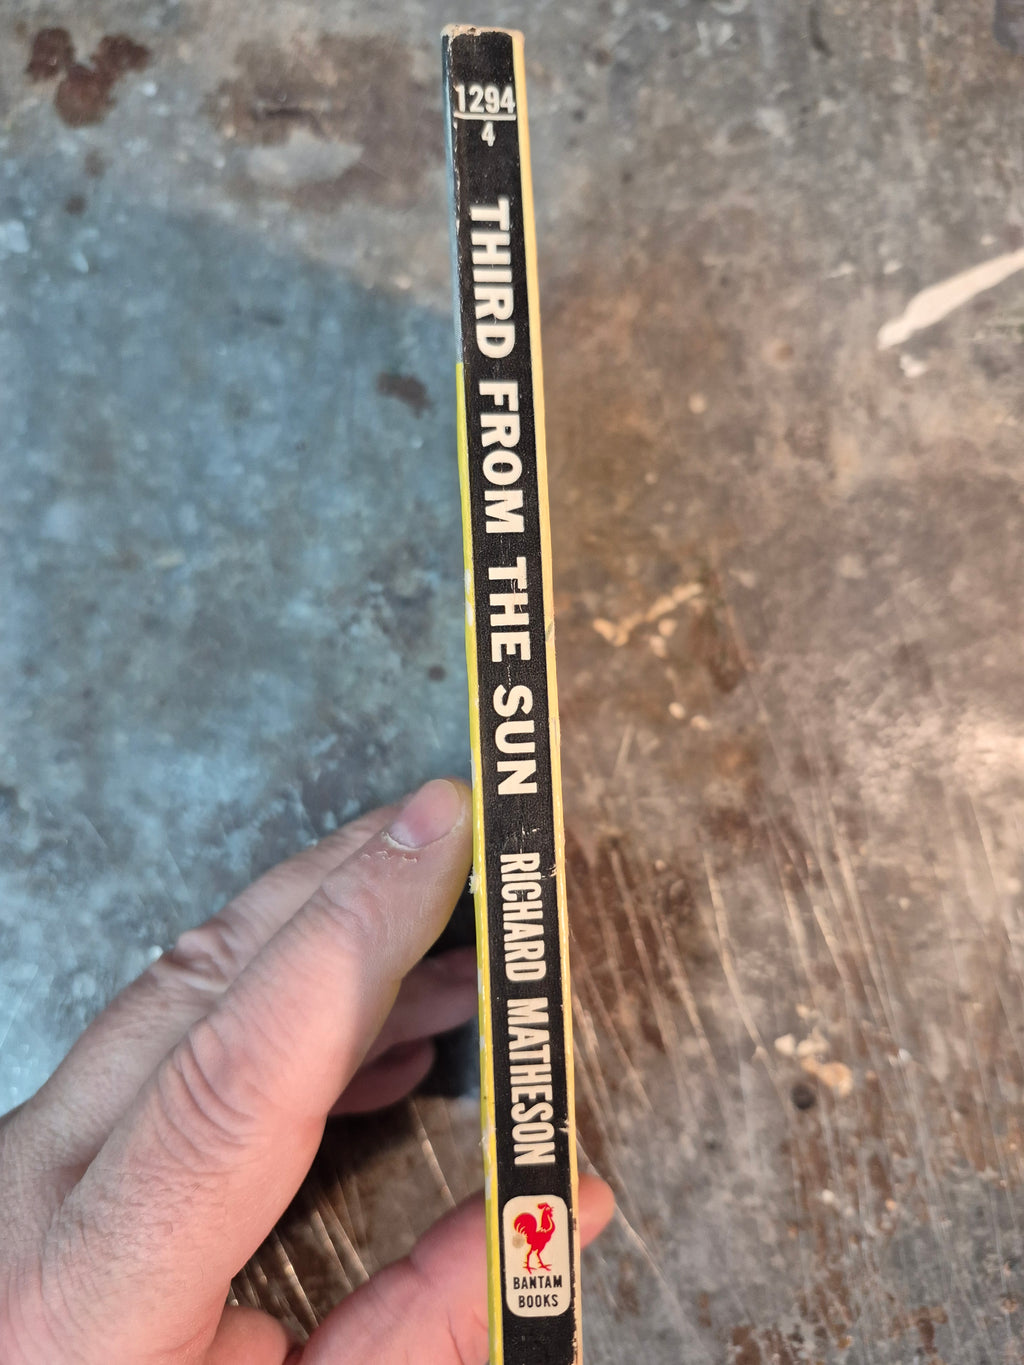 1294
4
THIRD FROM THE SUN RICHARD MATHESON
BANTAM
BOOKS